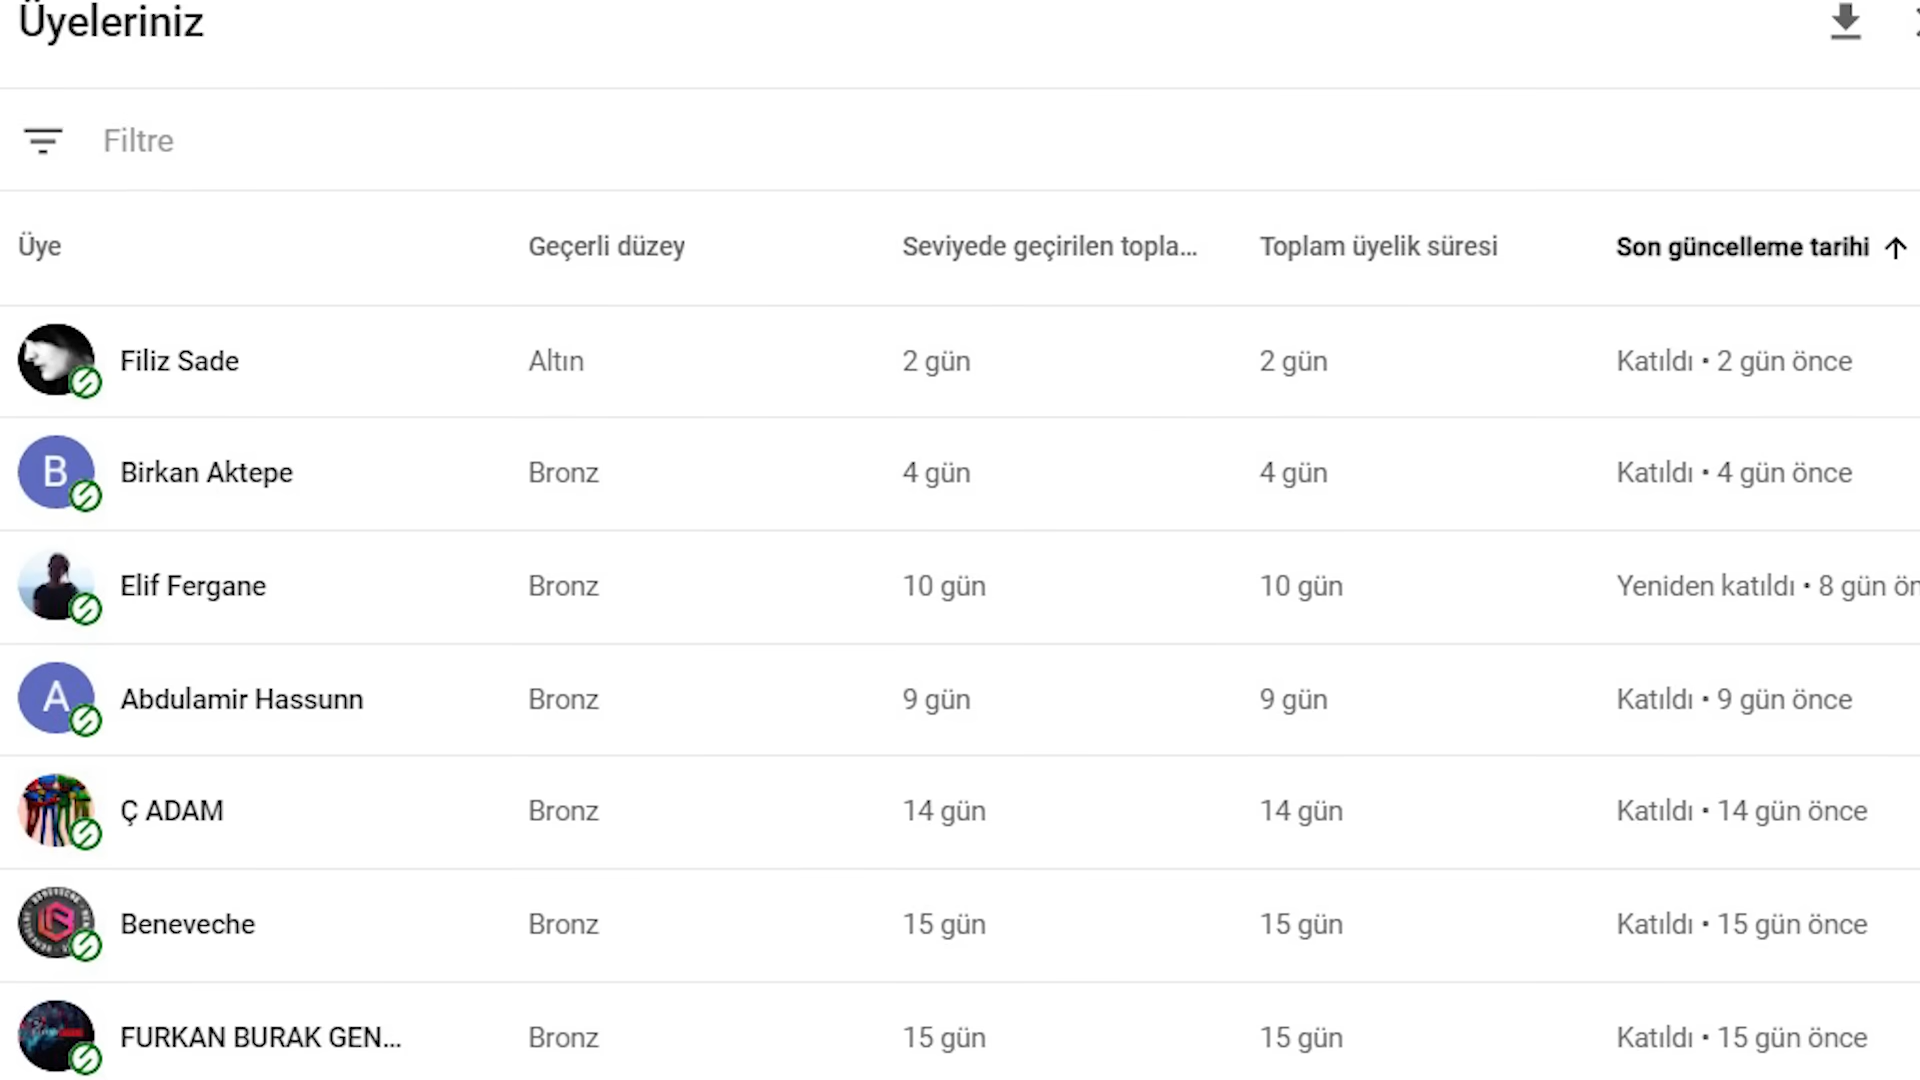 Üyeleriniz
Filtre
Üye Geçerli düzey Seviyede geçirilen topla... Toplam üyelik süresi Son güncelleme tarihi
Filiz Sade Altın 2 gün 2 gün Katıldı • 2 gün önce
B Birkan Aktepe Bronz 4 gün 4 gün Katıldı • 4 gün önce
Elif Fergane Bronz 10 gün 10 gün Yeniden katıldı • 8 gün ön
A Abdulamir Hassunn Bronz 9 gün 9 gün Katıldı • 9 gün önce
Ç ADAM Bronz 14 gün 14 gün Katıldı • 14 gün önce
Beneveche Bronz 15 gün 15 gün Katıldı • 15 gün önce
FURKAN BURAK GEN... Bronz 15 gün 15 gün Katıldı • 15 gün önce